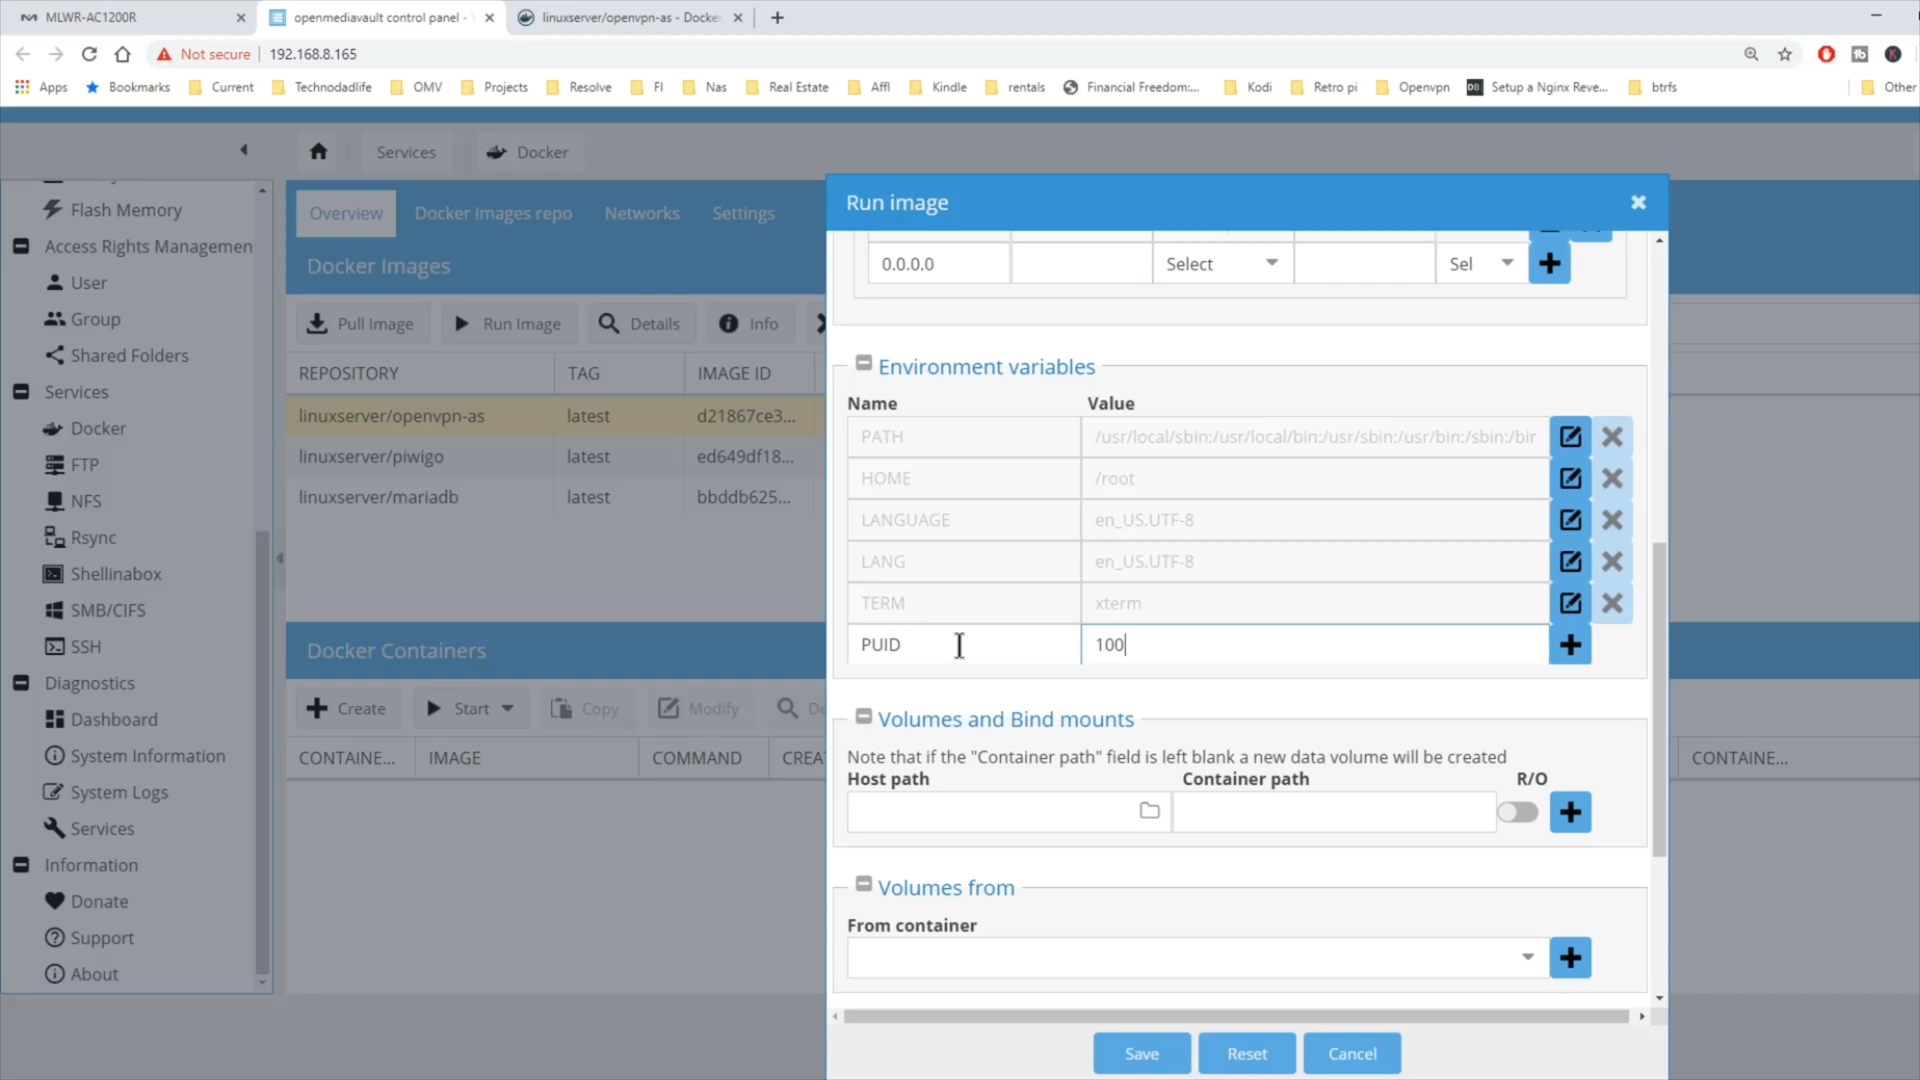 MLWR-AC1200R
openmediavault control panel -
linuxserver/openvpn-as - Docker
Not secure
192.168.8.165
Apps
Bookmarks
Current
Technodadlife
OMV
Projects
Resolve
FI
Nas
Real Estate
Affl
Kindle
rentals
Financial Freedom:...
Kodi
Retro pi
Openvpn
DB
Setup a Nginx Reve...
btrfs
Other
Services
Docker
Flash Memory
Access Rights Managemen
User
Group
Shared Folders
Services
Docker
FTP
NFS
Rsync
Shellinabox
SMB/CIFS
SSH
Diagnostics
Dashboard
System Information
System Logs
Services
Information
Donate
Support
About
Overview
Docker images repo
Networks
Settings
Docker Images
Pull Image
Run Image
Details
Info
REPOSITORY
TAG
IMAGE ID
linuxserver/openvpn-as
latest
d21867ce3...
linuxserver/piwigo
latest
ed649df18...
linuxserver/mariadb
latest
bbddb625...
Docker Containers
Create
Start
Copy
Modify
De
CONTAINE...
IMAGE
COMMAND
CREA
CONTAINE...
Run image
0.0.0.0
Select
Sel
Environment variables
Name
Value
PATH
/usr/local/sbin:/usr/local/bin:/usr/sbin:/usr/bin:/sbin:/bir
HOME
/root
LANGUAGE
en_US.UTF-8
LANG
en_US.UTF-8
TERM
xterm
PUID
100
Volumes and Bind mounts
Note that if the "Container path" field is left blank a new data volume will be created
Host path
Container path
R/O
Volumes from
From container
Save
Reset
Cancel